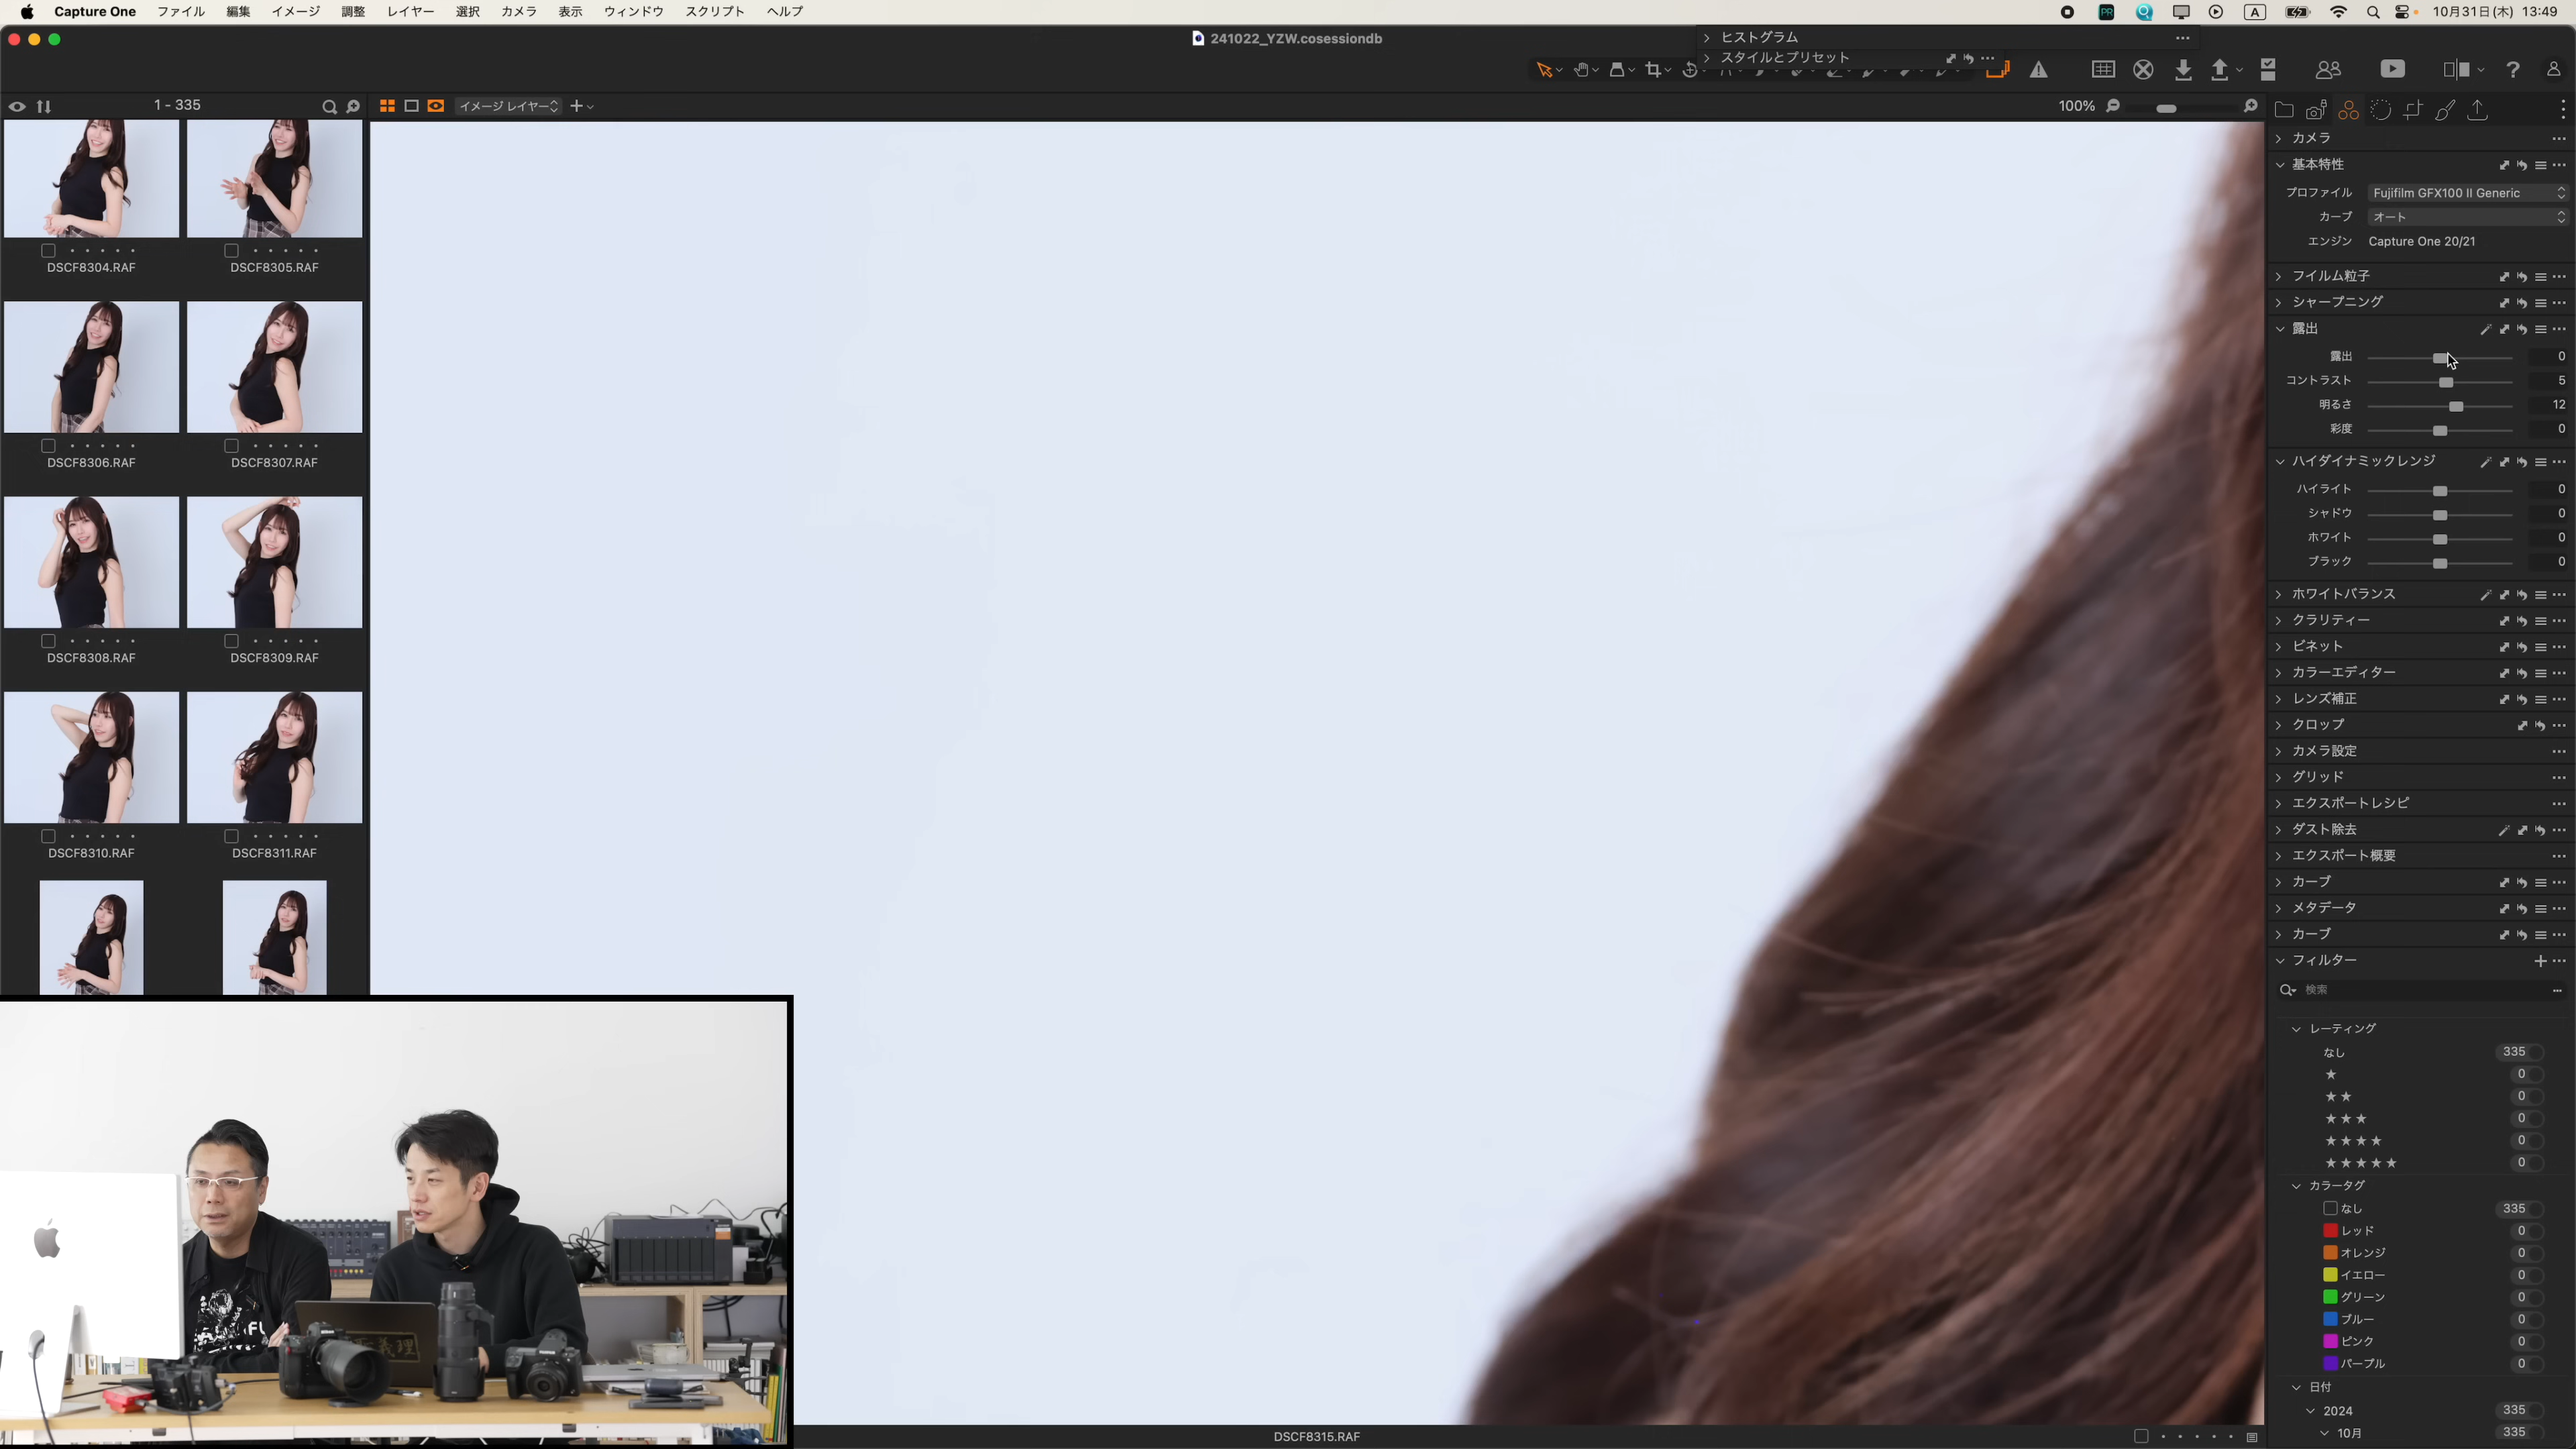 Capture One ファイル 編集 イメージ 調整 レイヤー 選択 カメラ 表示 ウィンドウ スクリプト ヘルプ
A 10月31日(木) 13:49
241022_YZW.cosessiondb
ヒストグラム
スタイルとプリセット
1 - 335
イメージ レイヤー
100%
DSCF8304.RAF DSCF8305.RAF
DSCF8306.RAF DSCF8307.RAF
DSCF8308.RAF DSCF8309.RAF
DSCF8310.RAF DSCF8311.RAF
DSCF8315.RAF
カメラ
基本特性
プロファイル Fujifilm GFX100 II Generic
カーブ オート
エンジン Capture One 20/21
フイルム粒子
シャープニング
露出
露出 0
コントラスト 5
明るさ 12
彩度 0
ハイダイナミックレンジ
ハイライト 0
シャドウ 0
ホワイト 0
ブラック 0
ホワイトバランス
クラリティー
ビネット
カラーエディター
レンズ補正
クロップ
カメラ設定
グリッド
エクスポートレシピ
ダスト除去
エクスポート概要
カーブ
メタデータ
カーブ
フィルター
検索
レーティング
なし 335
★ 0
★★ 0
★★★ 0
★★★★ 0
★★★★★ 0
カラータグ
なし 335
レッド 0
オレンジ 0
イエロー 0
グリーン 0
ブルー 0
ピンク 0
パープル 0
日付
2024 335
10月 335